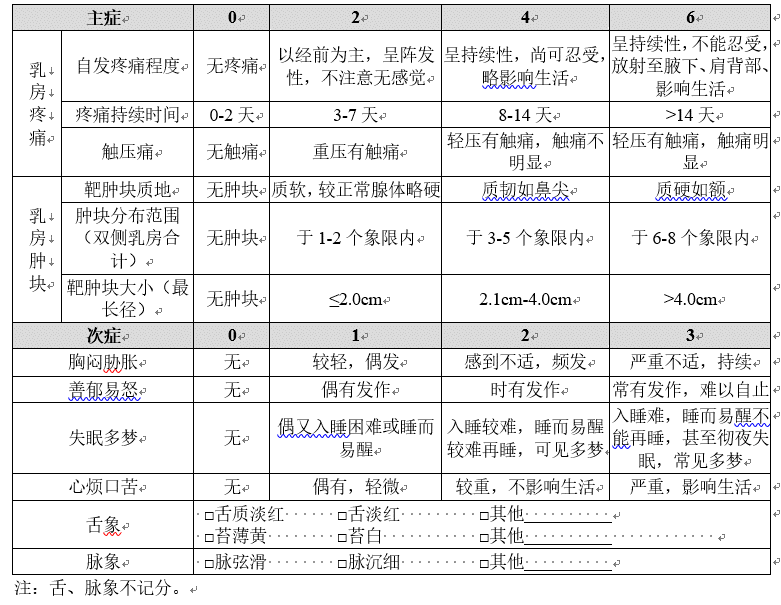 主症 0 2 4 6
乳房疼痛 自发疼痛程度 无疼痛 以经前为主，呈阵发性，不注意无感觉 呈持续性，尚可忍受，略影响生活 呈持续性，不能忍受，放射至腋下、肩背部、影响生活
疼痛持续时间 0-2 天 3-7 天 8-14 天 >14 天
触压痛 无触痛 重压有触痛 轻压有触痛，触痛不明显 轻压有触痛，触痛明显
乳房肿块 靶肿块质地 无肿块 质软，较正常腺体略硬 质韧如鼻尖 质硬如额
肿块分布范围（双侧乳房合计） 无肿块 于 1-2 个象限内 于 3-5 个象限内 于 6-8 个象限内
靶肿块大小（最长径） 无肿块 ≤2.0cm 2.1cm-4.0cm >4.0cm
次症 0 1 2 3
胸闷胁胀 无 较轻，偶发 感到不适，频发 严重不适，持续
善郁易怒 无 偶有发作 时有发作 常有发作，难以自止
失眠多梦 无 偶又入睡困难或睡而易醒 入睡较难，睡而易醒较难再睡，可见多梦 入睡难，睡而易醒不能再睡，甚至彻夜失眠，常见多梦
心烦口苦 无 偶有，轻微 较重，不影响生活 严重，影响生活
舌象 □舌质淡红 □舌淡红 □其他
□苔薄黄 □苔白 □其他
脉象 □脉弦滑 □脉沉细 □其他
注：舌、脉象不记分。